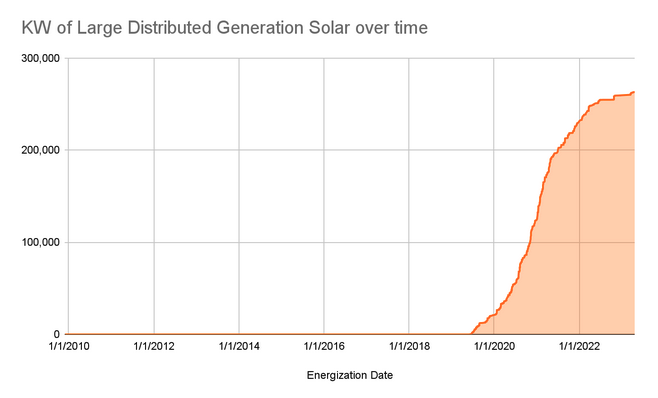 KW of Large Distributed Generation Solar over time
300,000
200,000
100,000
0
1/1/2010 1/1/2012 1/1/2014 1/1/2016 1/1/2018 1/1/2020 1/1/2022
Energization Date